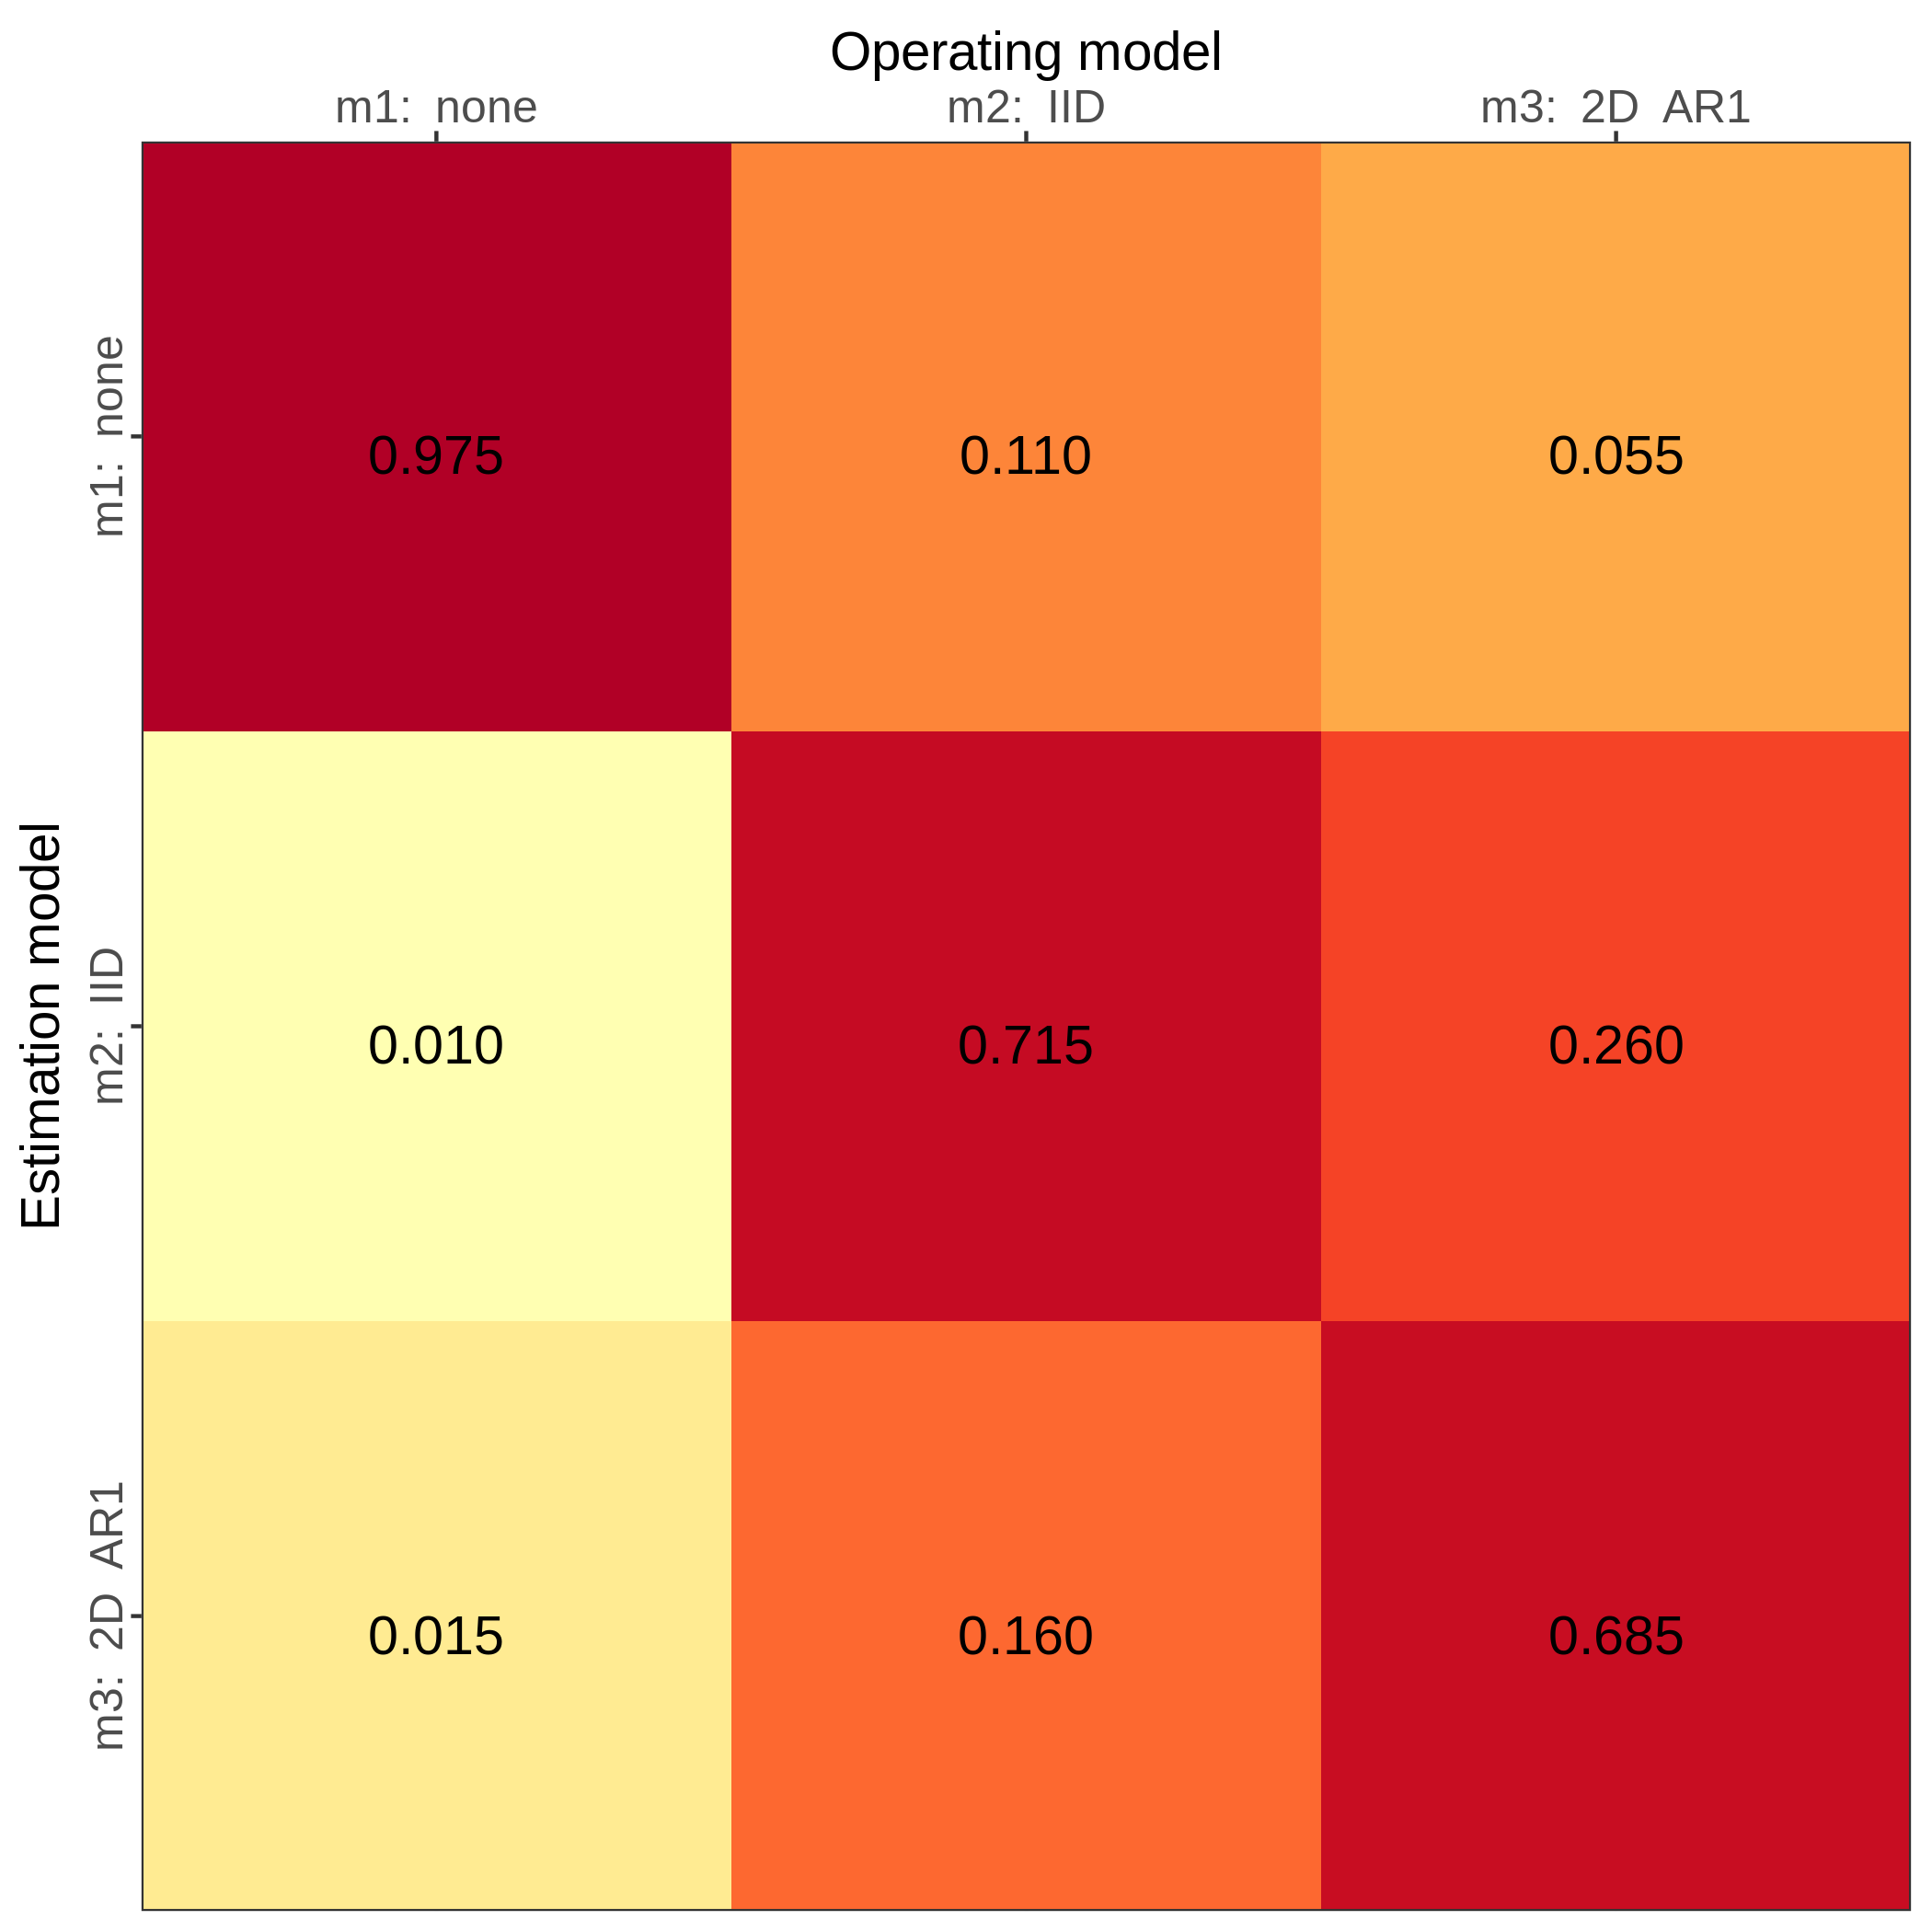 Operating model
m1: none m2: IID m3: 2D AR1
Estimation model
m1: none
0.975 0.110 0.055
m2: IID
0.010 0.715 0.260
m3: 2D AR1
0.015 0.160 0.685